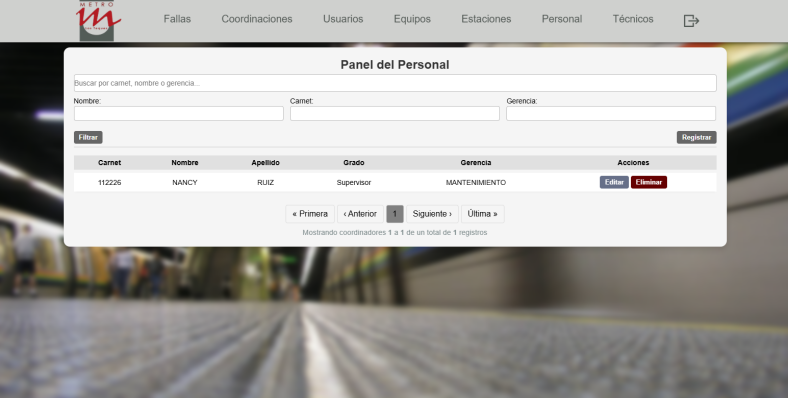 METRO
Los Teques
Fallas Coordinaciones Usuarios Equipos Estaciones Personal Técnicos
Panel del Personal
Buscar por carnet, nombre o gerencia...
Nombre: Carnet: Gerencia:
Filtrar Registrar
Carnet Nombre Apellido Grado Gerencia Acciones
112226 NANCY RUIZ Supervisor MANTENIMIENTO Editar Eliminar
« Primera ‹ Anterior 1 Siguiente › Última »
Mostrando coordinadores 1 a 1 de un total de 1 registros